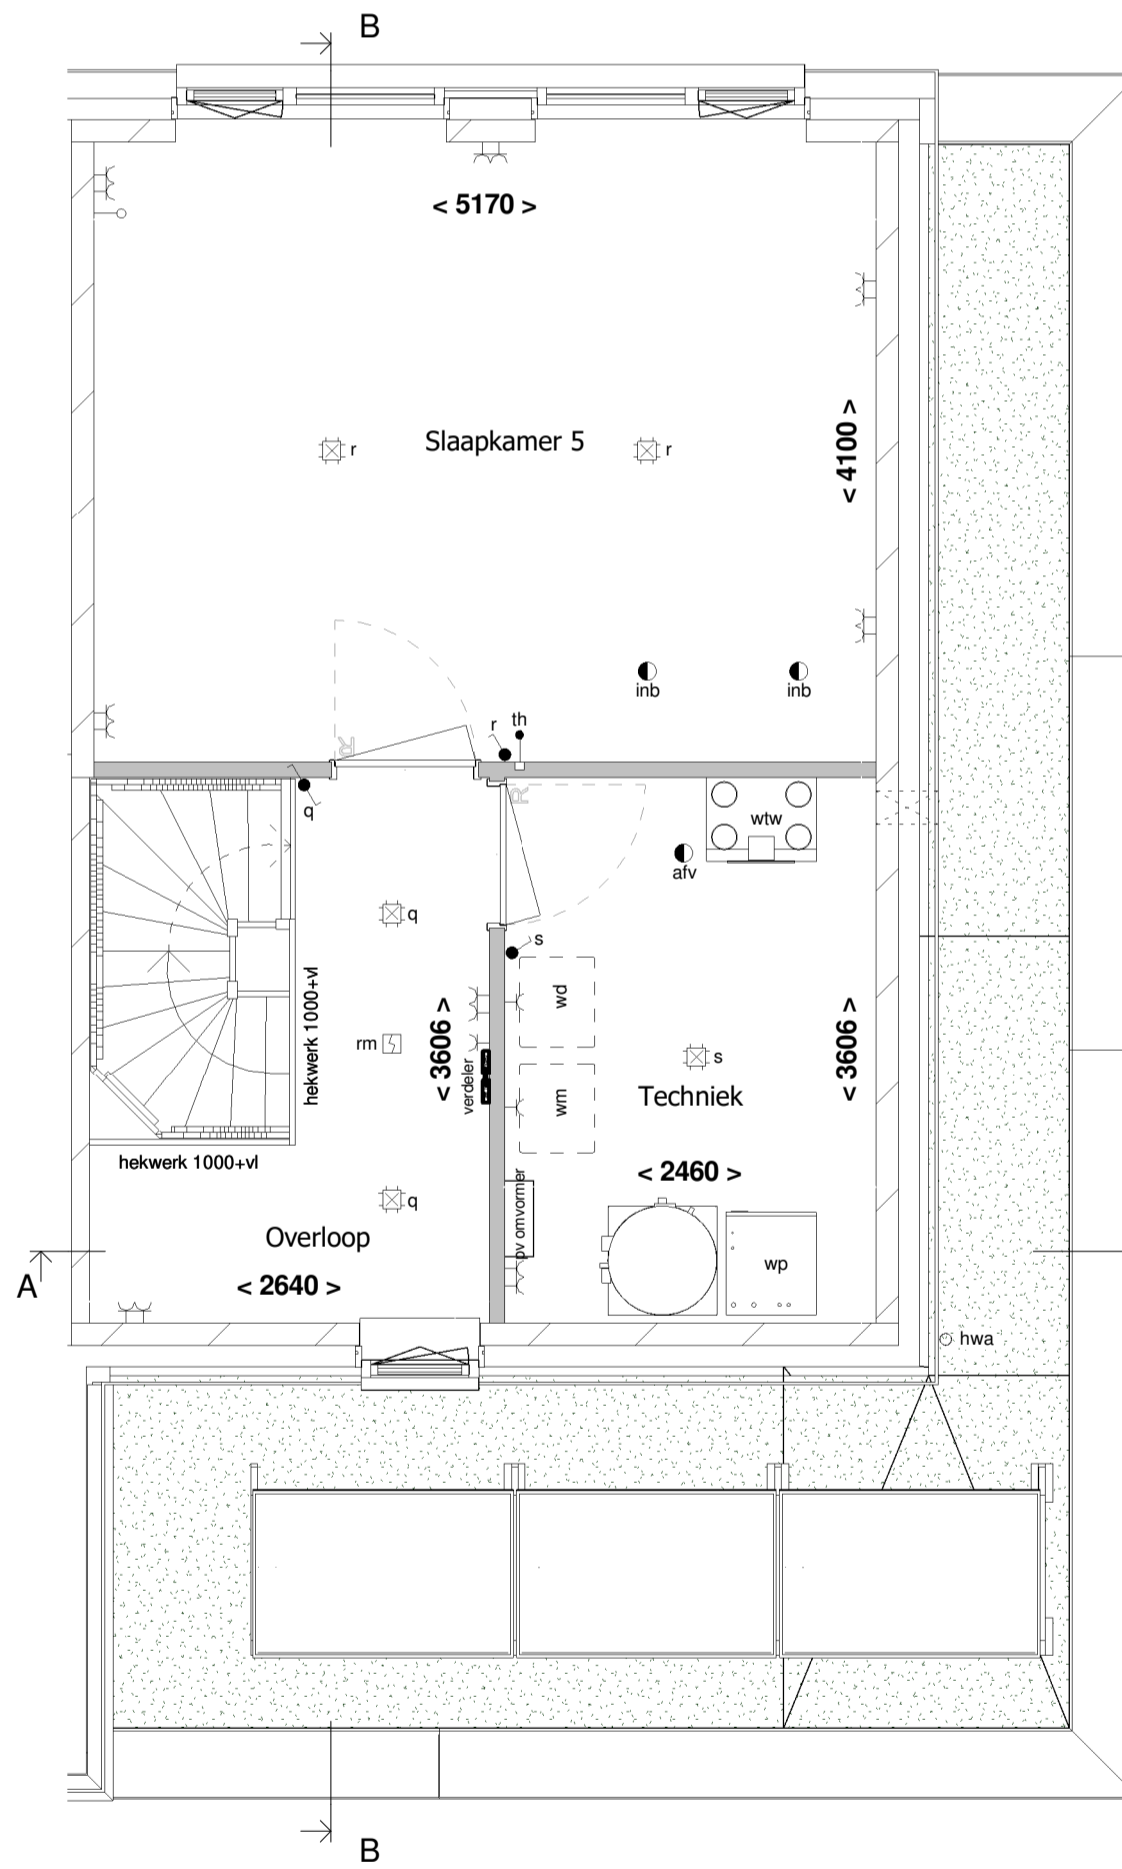 B
< 5170 >
r
Slaapkamer 5
r
< 4100 >
inb
inb
R
r
th
q
R
wtw
afv
q
s
hekwerk 1000+vl
< 3606 >
wd
rm
verdeler
s
wm
Techniek
< 3606 >
hekwerk 1000+vl
< 2460 >
q
pv omvormer
Overloop
wp
A
< 2640 >
hwa
B